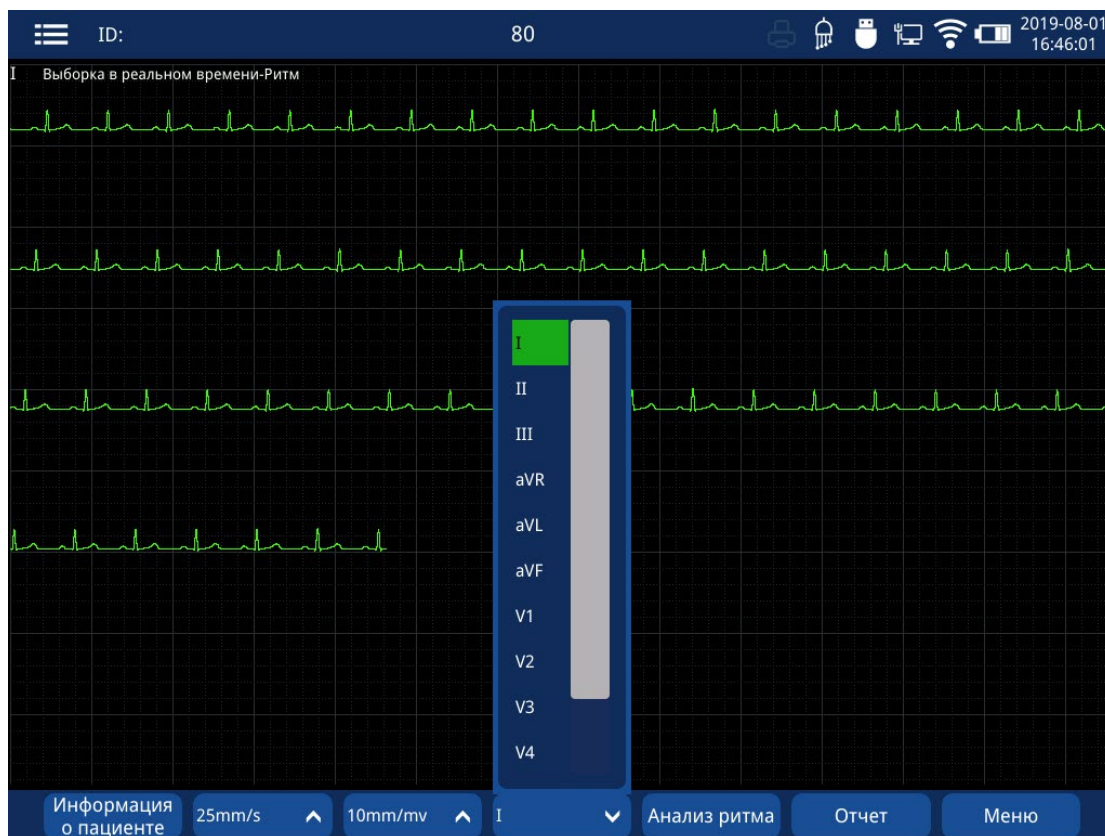 ID:
80
2019-08-01
16:46:01
I
Выборка в реальном времени-Ритм
I
II
III
aVR
aVL
aVF
V1
V2
V3
V4
Информация
о пациенте
25mm/s
10mm/mv
I
Анализ ритма
Отчет
Меню